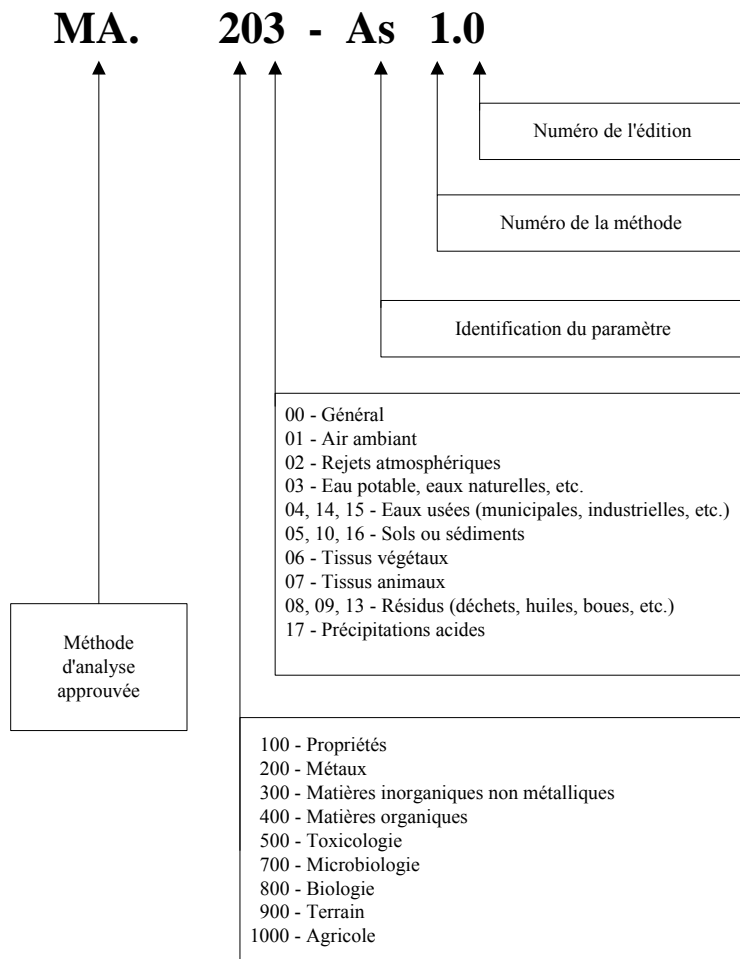 MA. 203 - As 1.0
Numéro de l'édition
Numéro de la méthode
Identification du paramètre
00 - Général
01 - Air ambiant
02 - Rejets atmosphériques
03 - Eau potable, eaux naturelles, etc.
04, 14, 15 - Eaux usées (municipales, industrielles, etc.)
05, 10, 16 - Sols ou sédiments
06 - Tissus végétaux
07 - Tissus animaux
08, 09, 13 - Résidus (déchets, huiles, boues, etc.)
17 - Précipitations acides
Méthode
d'analyse
approuvée
100 - Propriétés
200 - Métaux
300 - Matières inorganiques non métalliques
400 - Matières organiques
500 - Toxicologie
700 - Microbiologie
800 - Biologie
900 - Terrain
1000 - Agricole